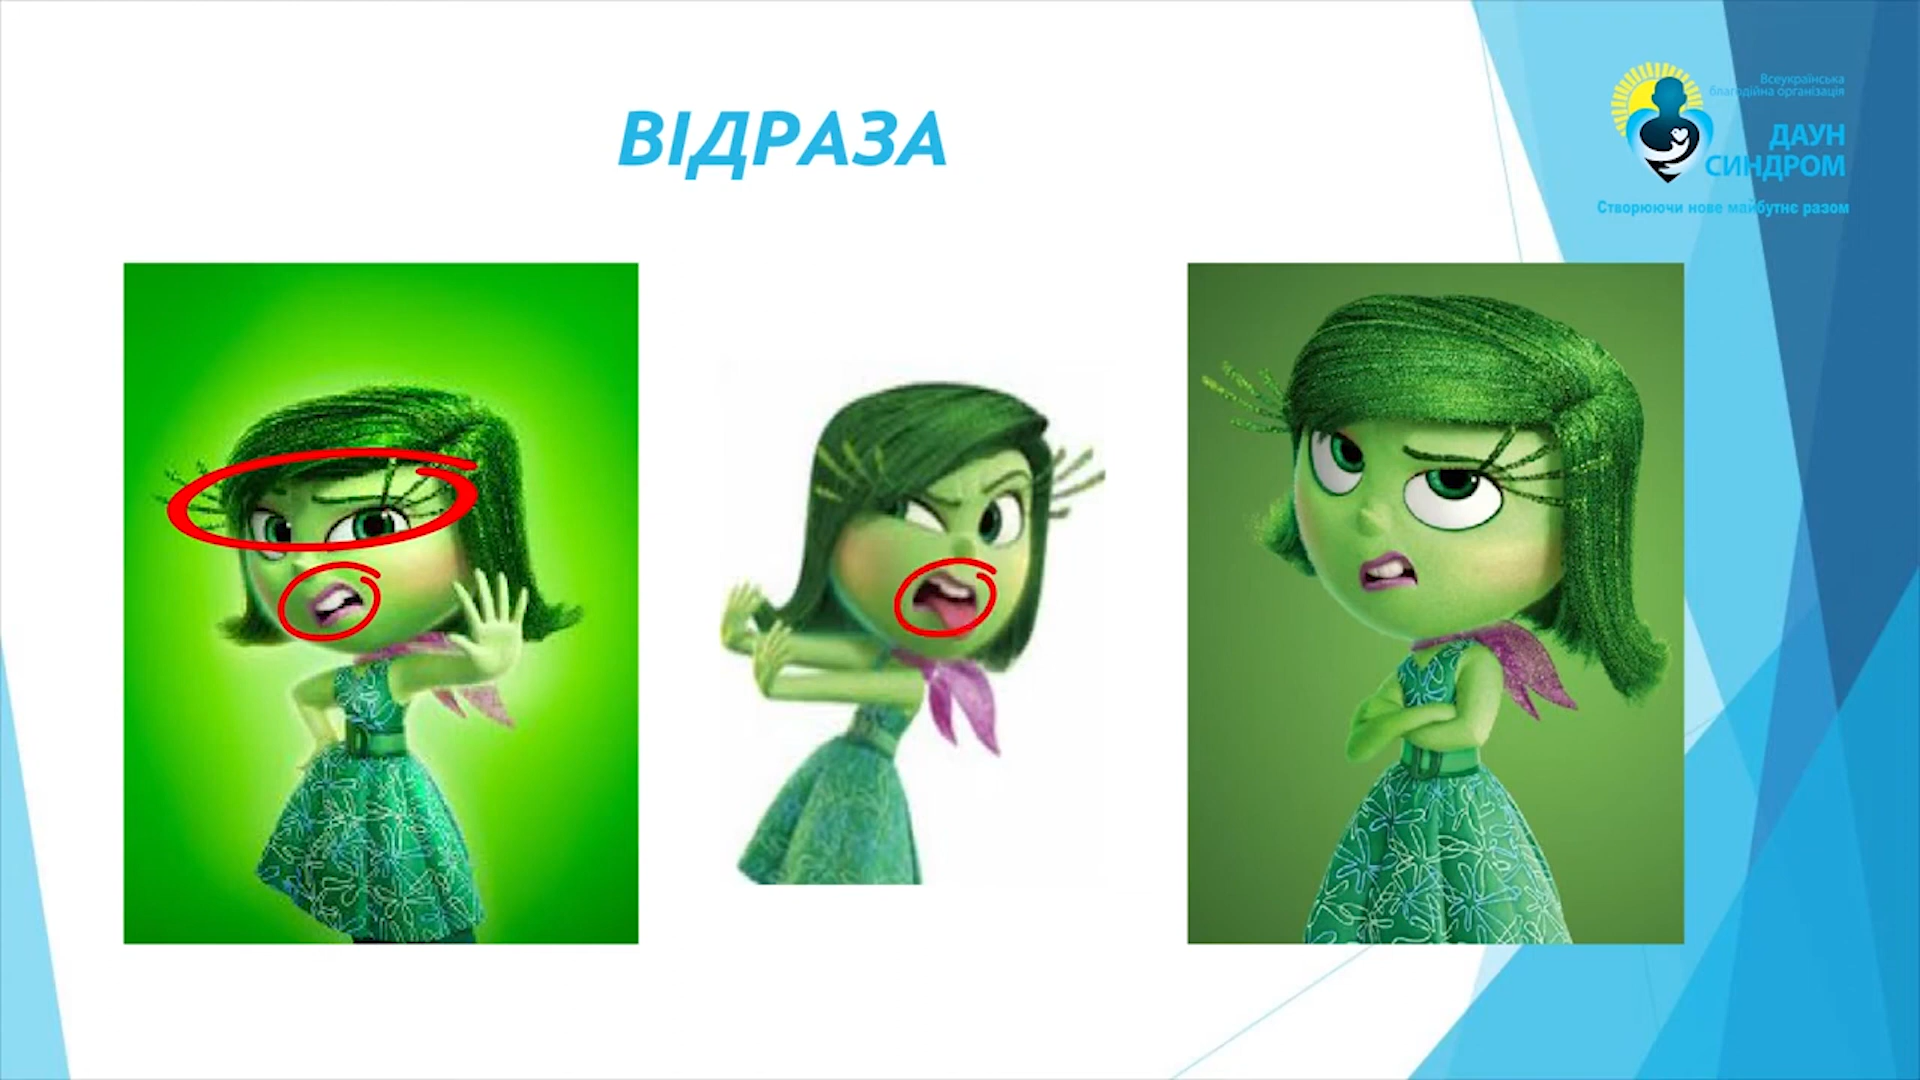 ВІДРАЗА
Всеукраїнська
благодійна організація
ДАУН
СИНДРОМ
Створюючи нове майбутнє разом